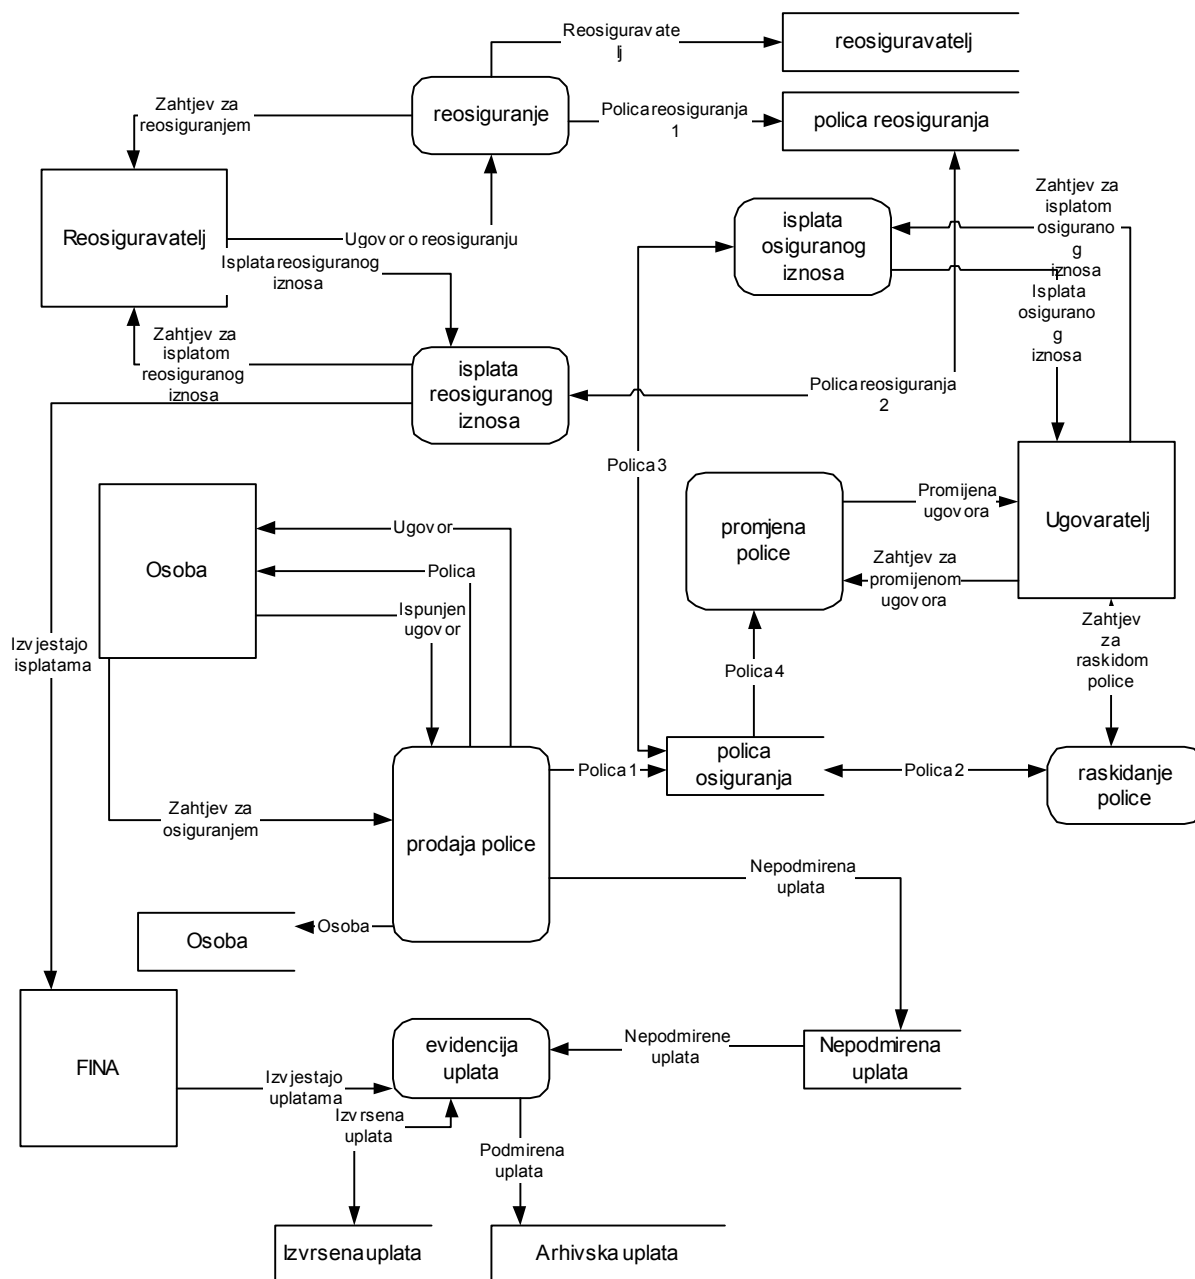 Reosiguravate
lj
reosiguravatelj
Zahtjev za
reosiguranjem
reosiguranje
Polica reosiguranja
1
polica reosiguranja
Reosiguravatelj
Ugovor o reosiguranju
Isplata reosiguranog
iznosa
isplata
osiguranog
iznosa
Zahtjev za
isplatom
osigurano
g
iznosa
Isplata
osigurano
g
iznosa
Zahtjev za
isplatom
reosiguranog
iznosa
isplata
reosiguranog
iznosa
Polica reosiguranja
2
Polica 3
Osoba
Ugovor
Polica
Ispunjen
ugovor
promjena
police
Promijena
ugovora
Zahtjev za
promijenom
ugovora
Ugovaratelj
Izvjestaj o
isplatama
Polica 4
Zahtjev
za
raskidom
police
Zahtjev za
osiguranjem
prodaja police
Polica 1
polica
osiguranja
Polica 2
raskidanje
police
Nepodmirena
uplata
Osoba
Osoba
FINA
Izvjestaj o
uplatama
evidencija
uplata
Nepodmirene
uplata
Nepodmirena
uplata
Izvrsena
uplata
Podmirena
uplata
Izvrsena uplata
Arhivska uplata